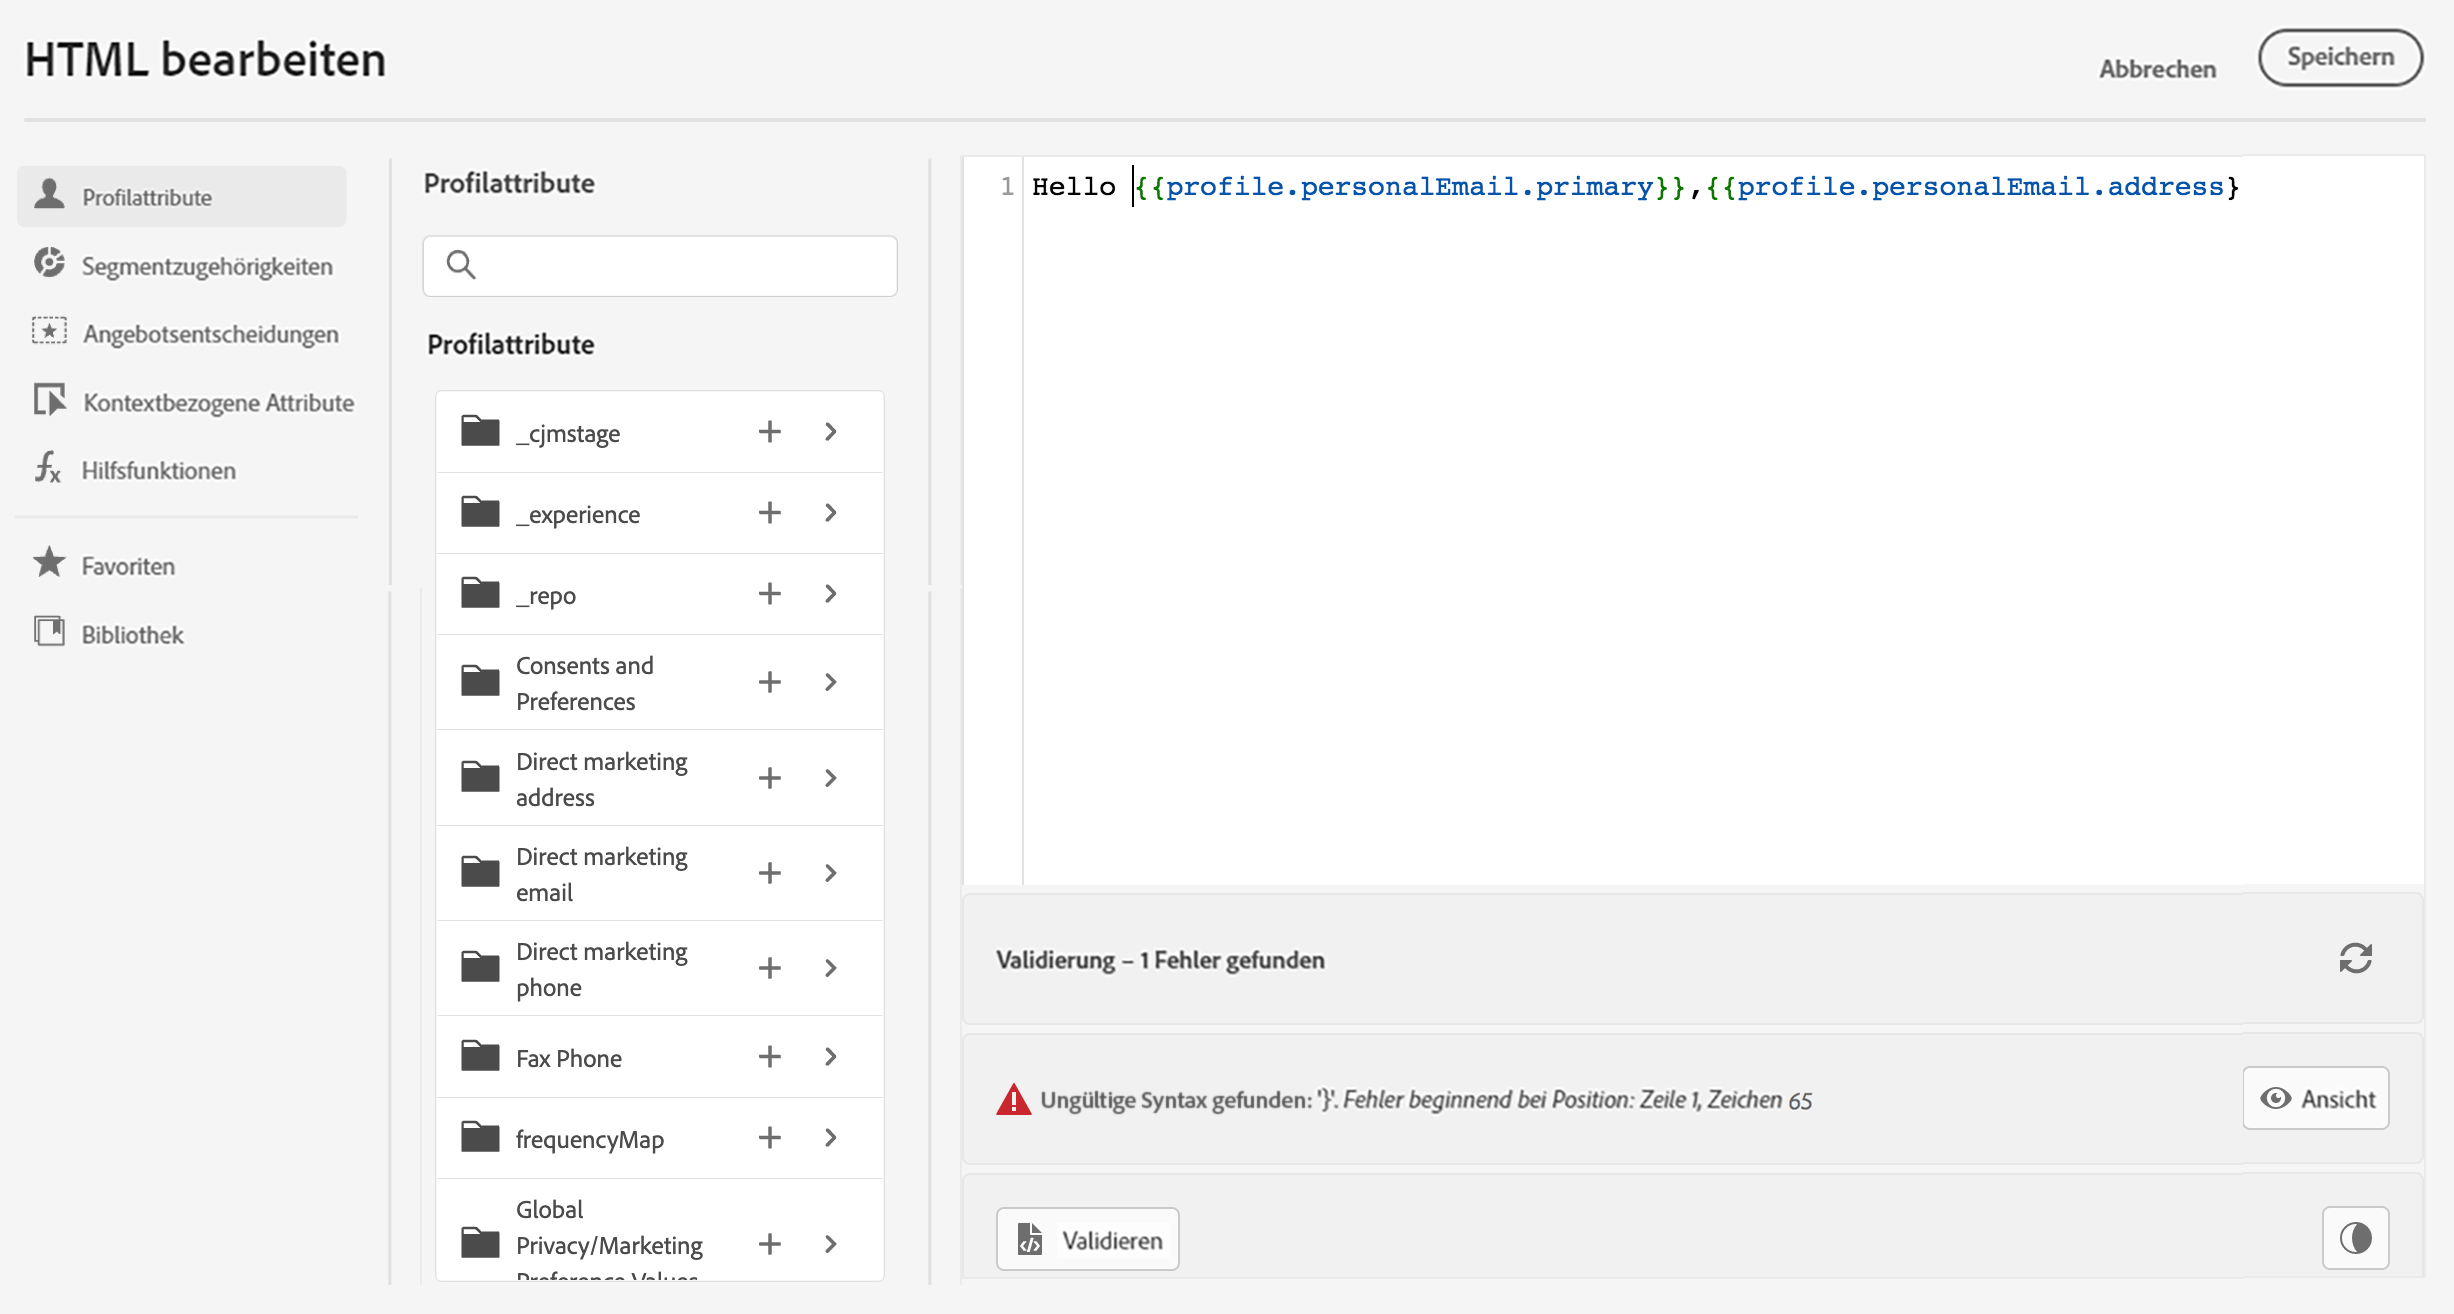 HTML bearbeiten
Abbrechen
Speichern
Profilattribute
Segmentzugehörigkeiten
Angebotsentscheidungen
Kontextbezogene Attribute
Hilfsfunktionen
Favoriten
Bibliothek
Profilattribute
Profilattribute
_cjmstage
_experience
_repo
Consents and
Preferences
Direct marketing
address
Direct marketing
email
Direct marketing
phone
Fax Phone
frequencyMap
Global
Privacy/Marketing
Preference Values
1 Hello {{profile.personalEmail.primary}},{{profile.personalEmail.address}
Validierung – 1 Fehler gefunden
Ungültige Syntax gefunden: '}'. Fehler beginnend bei Position: Zeile 1, Zeichen 65
Ansicht
Validieren